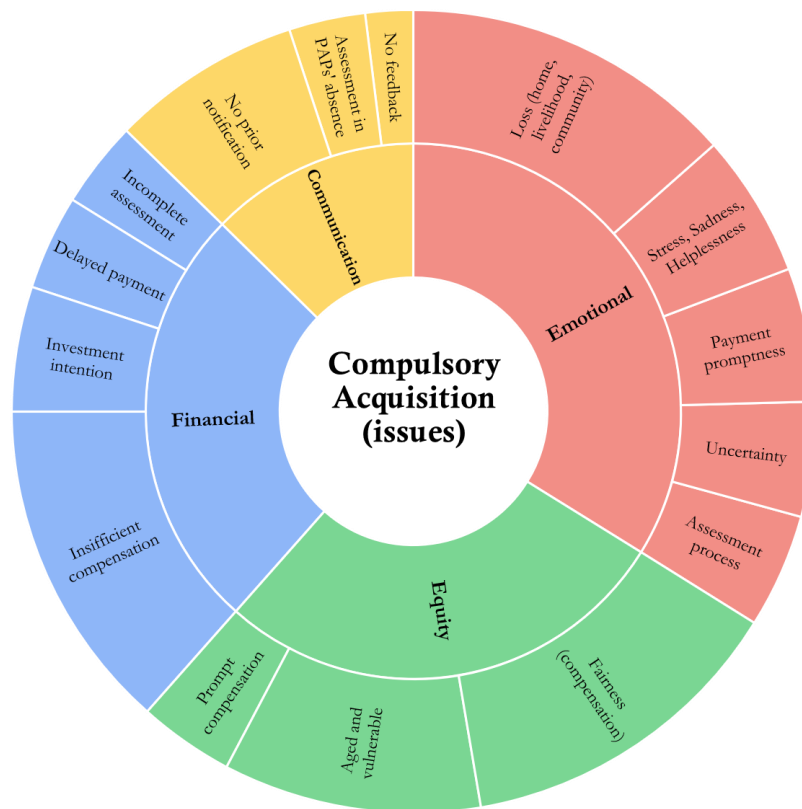 Compulsory
Acquisition
(issues)
Emotional
Loss (home,
livelihood,
community)
Stress, Sadness,
Helplessness
Payment
promptness
Uncertainty
Assessment
process
Equity
Fairness
(compensation)
Aged and
vulnerable
Prompt
compensation
Financial
Insifficient
compensation
Investment
intention
Delayed payment
Incomplete
assessment
Communication
No prior
notification
Assessment in
PAPs' absence
No feedback